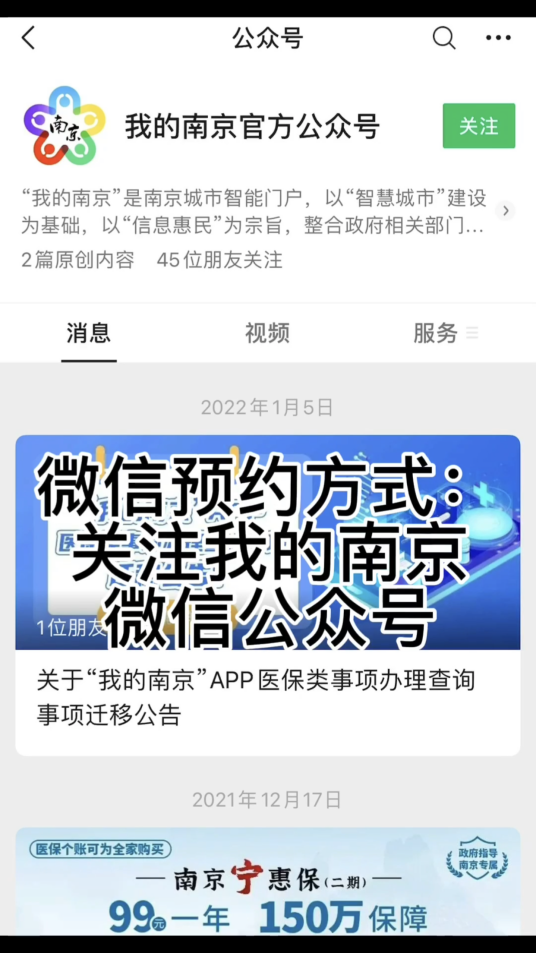 公众号
南京
我的南京官方公众号
关注
“我的南京”是南京城市智能门户，以“智慧城市”建设
为基础，以“信息惠民”为宗旨，整合政府相关部门...
2篇原创内容 45位朋友关注
消息 视频 服务
2022年1月5日
微信预约方式：
关注我的南京
微信公众号
1位朋友
关于“我的南京”APP医保类事项办理查询
事项迁移公告
2021年12月17日
医保个账可为全家购买
政府指导
南京专属
南京宁惠保(二期)
99元一年 150万保障